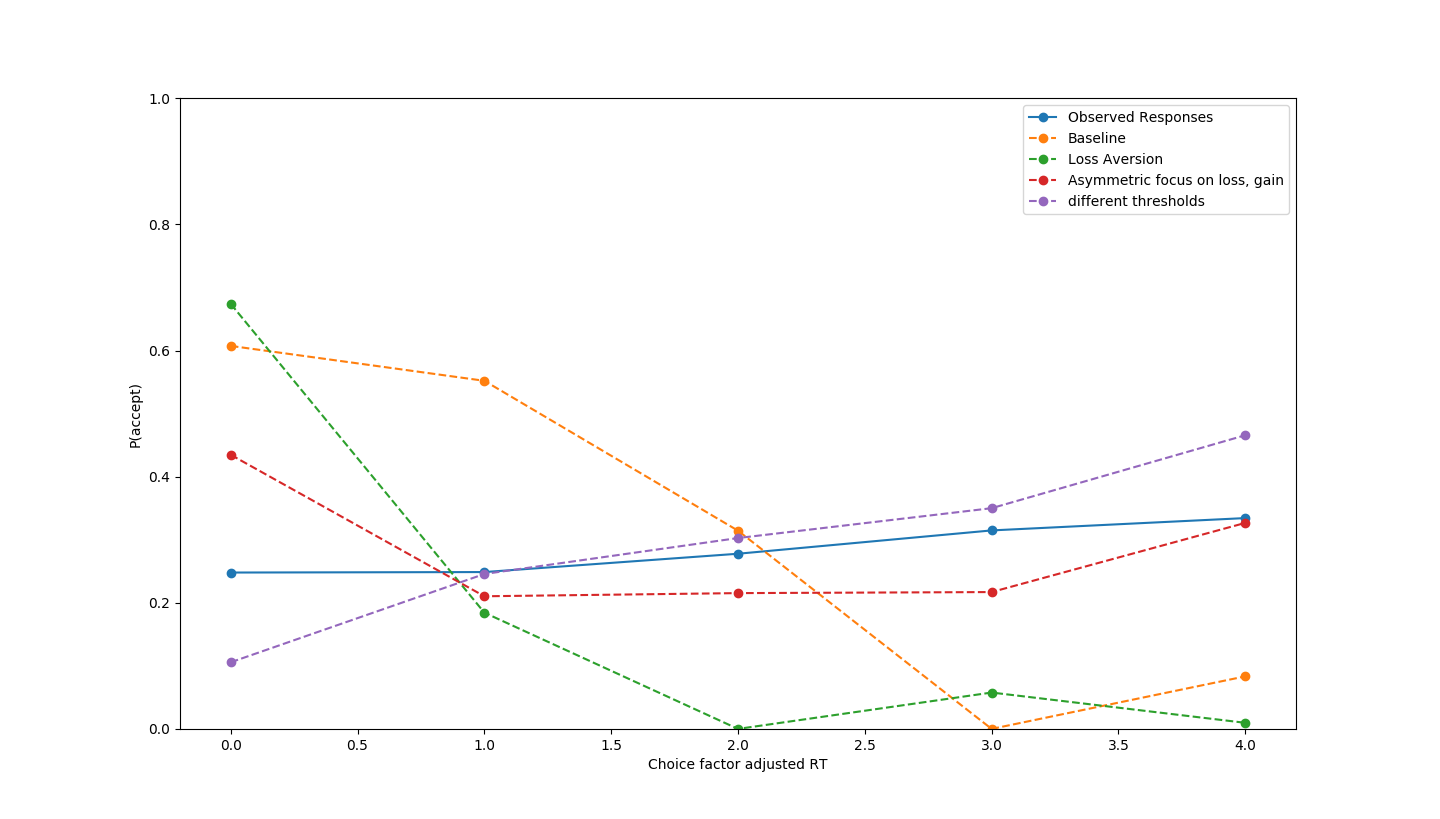 1.0
0.8
0.6
0.4
0.2
0.0
P(accept)
0.0 0.5 1.0 1.5 2.0 2.5 3.0 3.5 4.0
Choice factor adjusted RT
Observed Responses
Baseline
Loss Aversion
Asymmetric focus on loss, gain
different thresholds